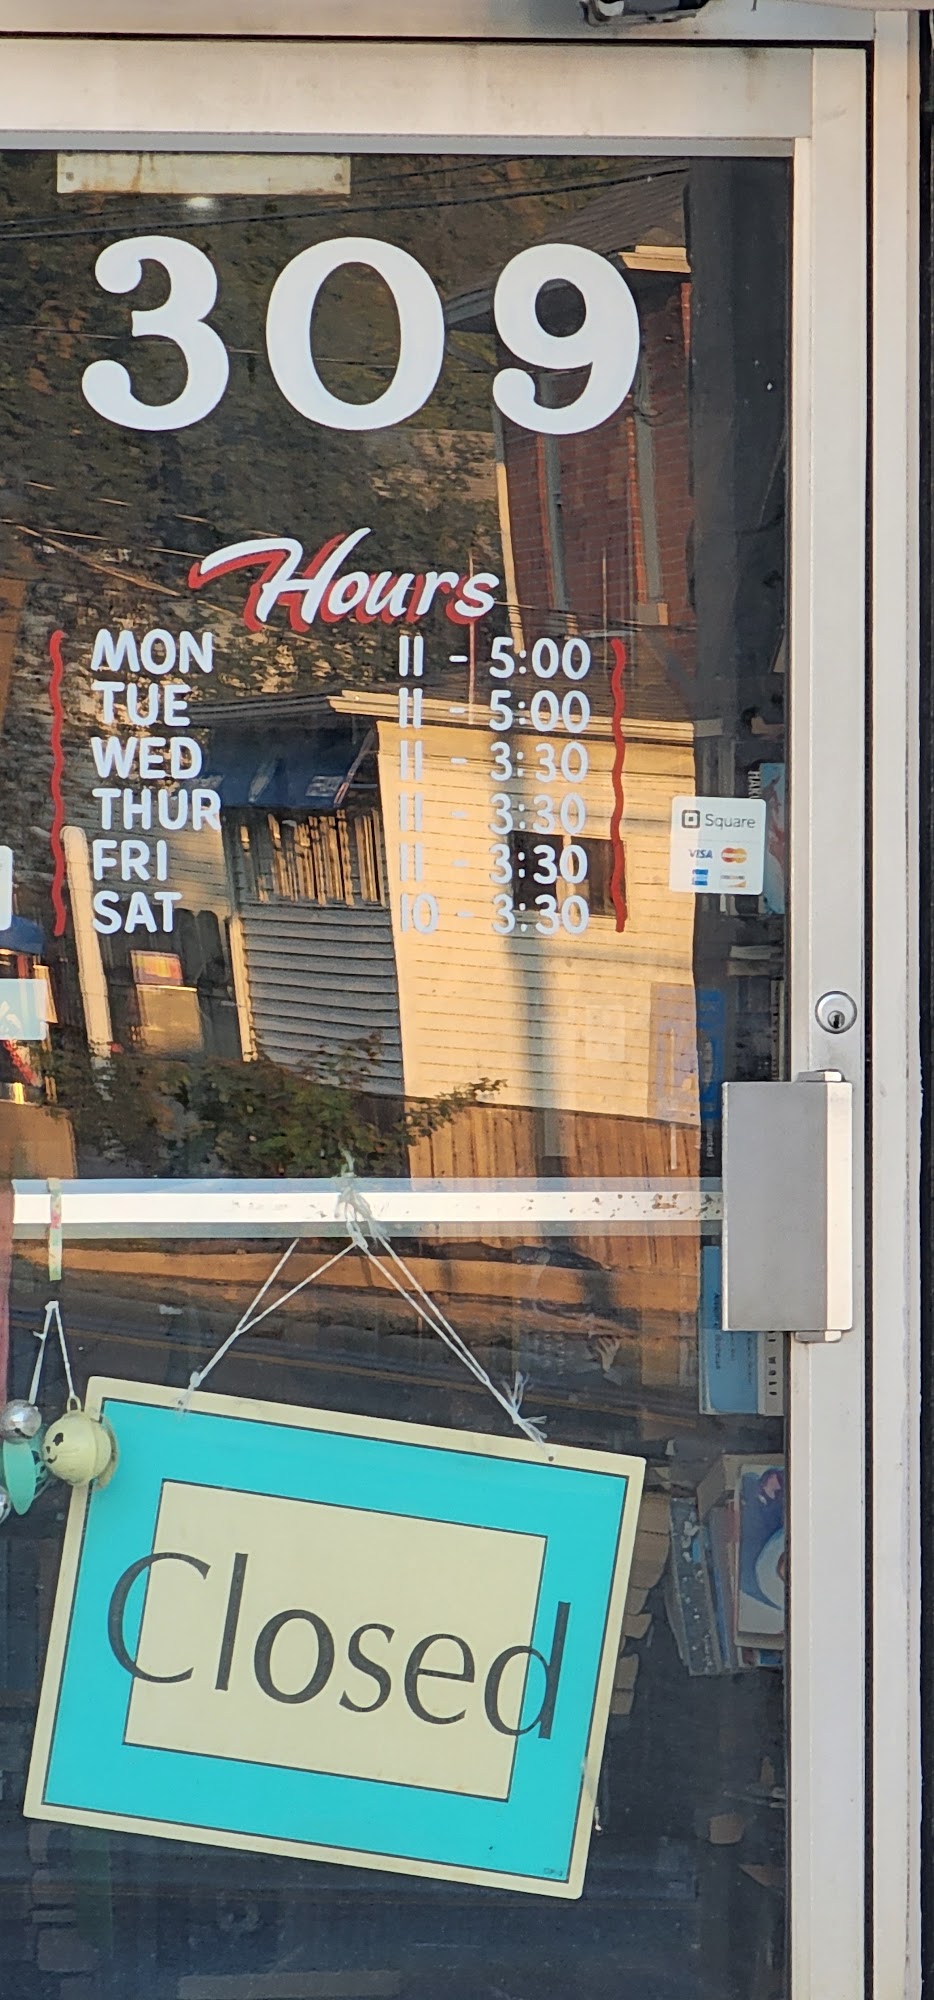 309
Hours
MON 11 - 5:00
TUE 11 - 5:00
WED 11 - 3:30
THUR 11 - 3:30
FRI 11 - 3:30
SAT 10 - 3:30
Square
VISA
Closed